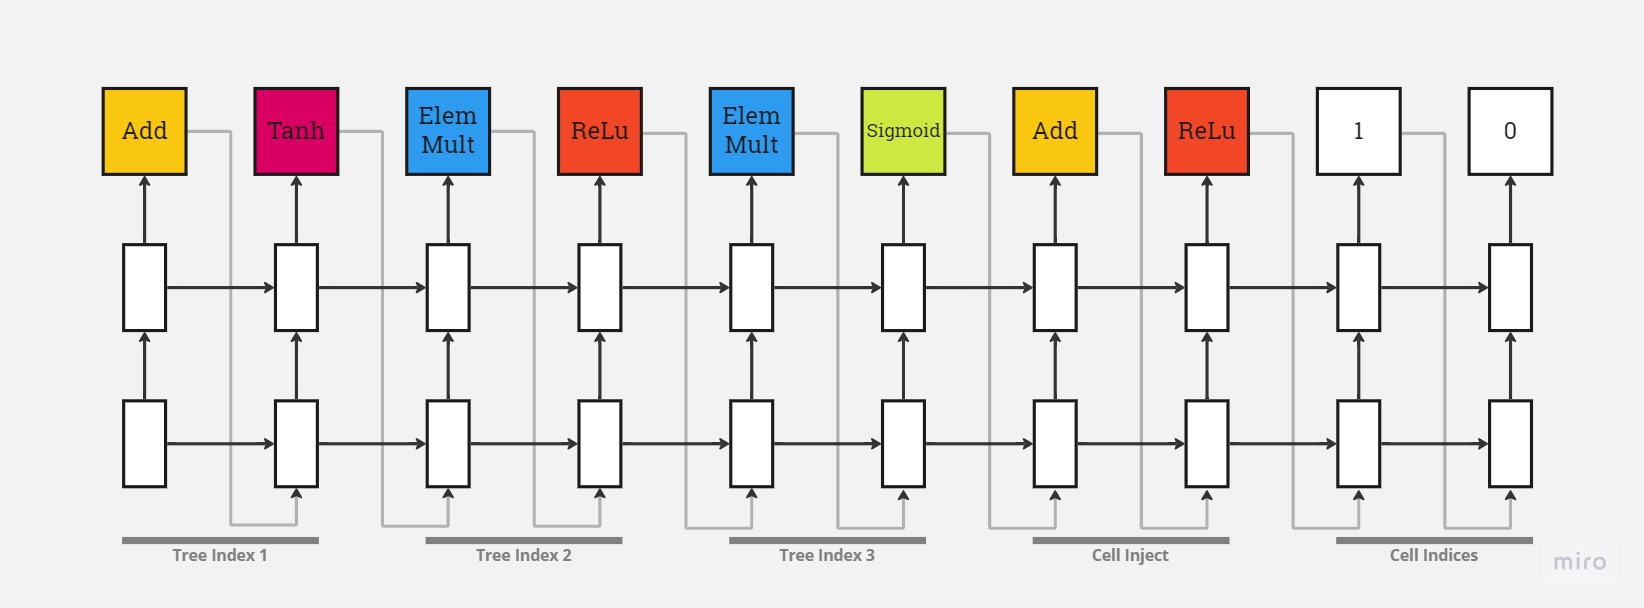 Add
Tanh
Elem
Mult
ReLu
Elem
Mult
Sigmoid
Add
ReLu
1
0
Tree Index 1
Tree Index 2
Tree Index 3
Cell Inject
Cell Indices
miro